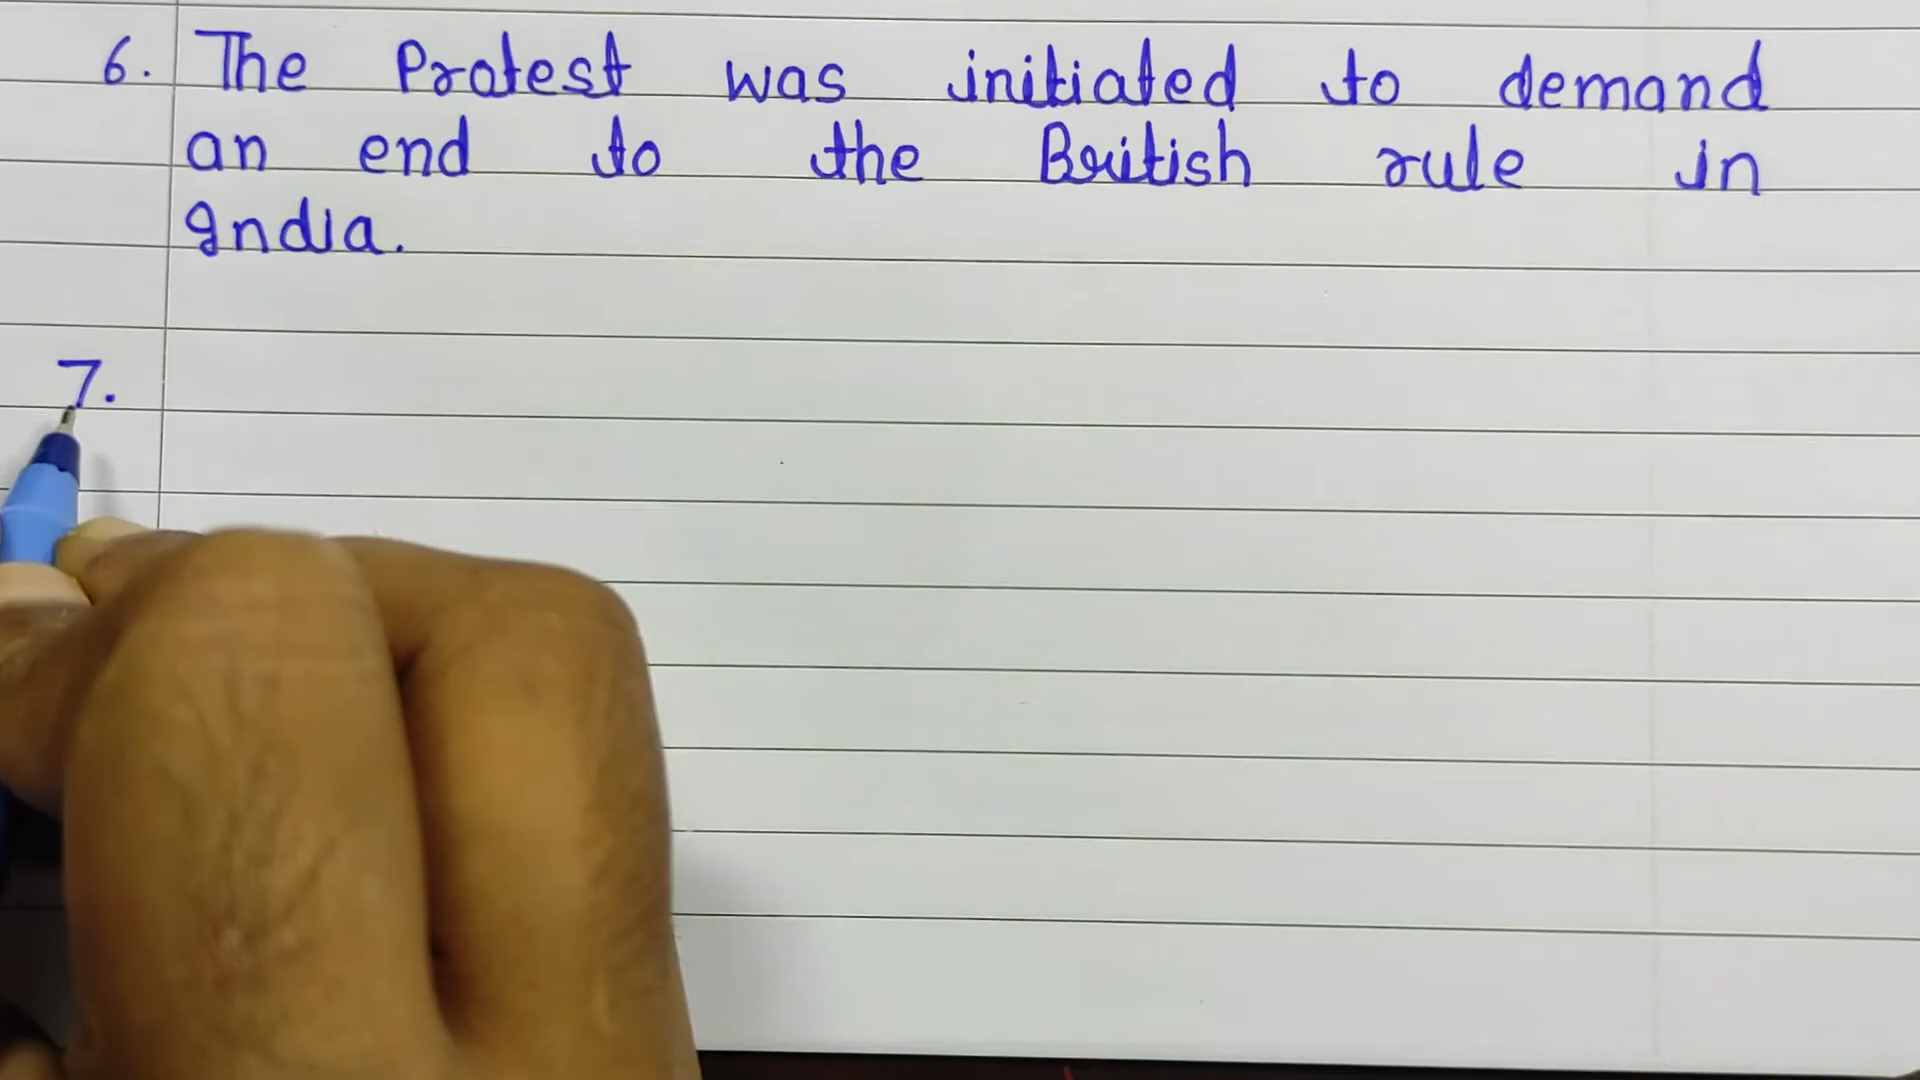 6. The Protest was initiated to demand
an end to the British rule in
India.
7.